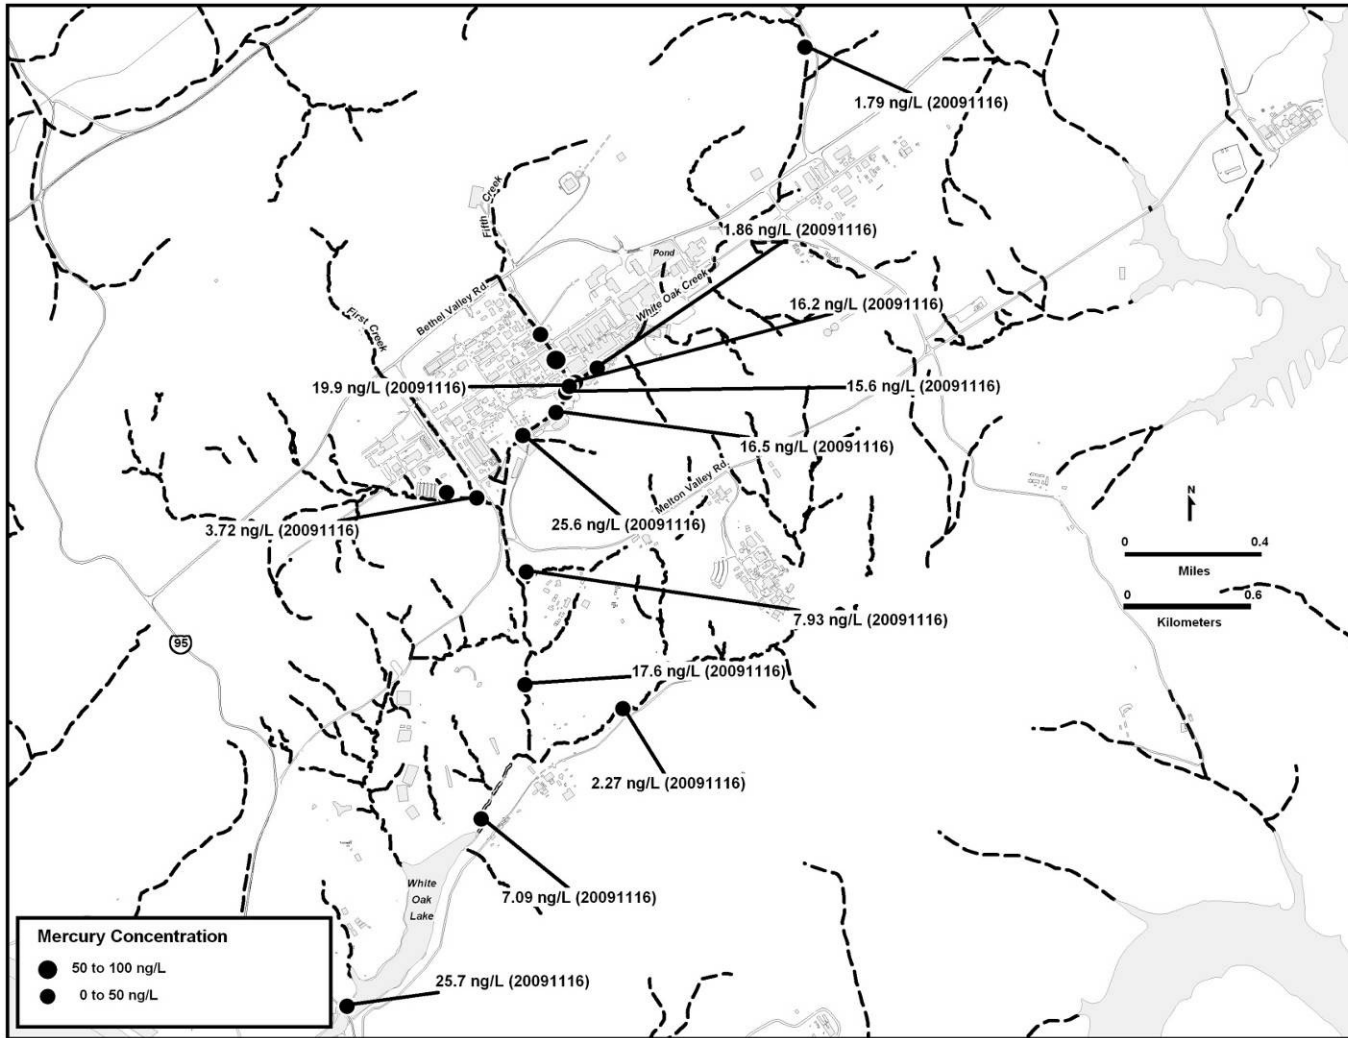 1.79 ng/L (20091116)
Fifth Creek
1.86 ng/L (20091116)
Pond
White Oak Creek
Bethel Valley Rd.
First Creek
16.2 ng/L (20091116)
19.9 ng/L (20091116)
15.6 ng/L (20091116)
16.5 ng/L (20091116)
Melton Valley Rd.
25.6 ng/L (20091116)
3.72 ng/L (20091116)
N
0 0.4
Miles
0 0.6
Kilometers
7.93 ng/L (20091116)
95
17.6 ng/L (20091116)
2.27 ng/L (20091116)
7.09 ng/L (20091116)
White
Oak
Lake
25.7 ng/L (20091116)
Mercury Concentration
50 to 100 ng/L
0 to 50 ng/L